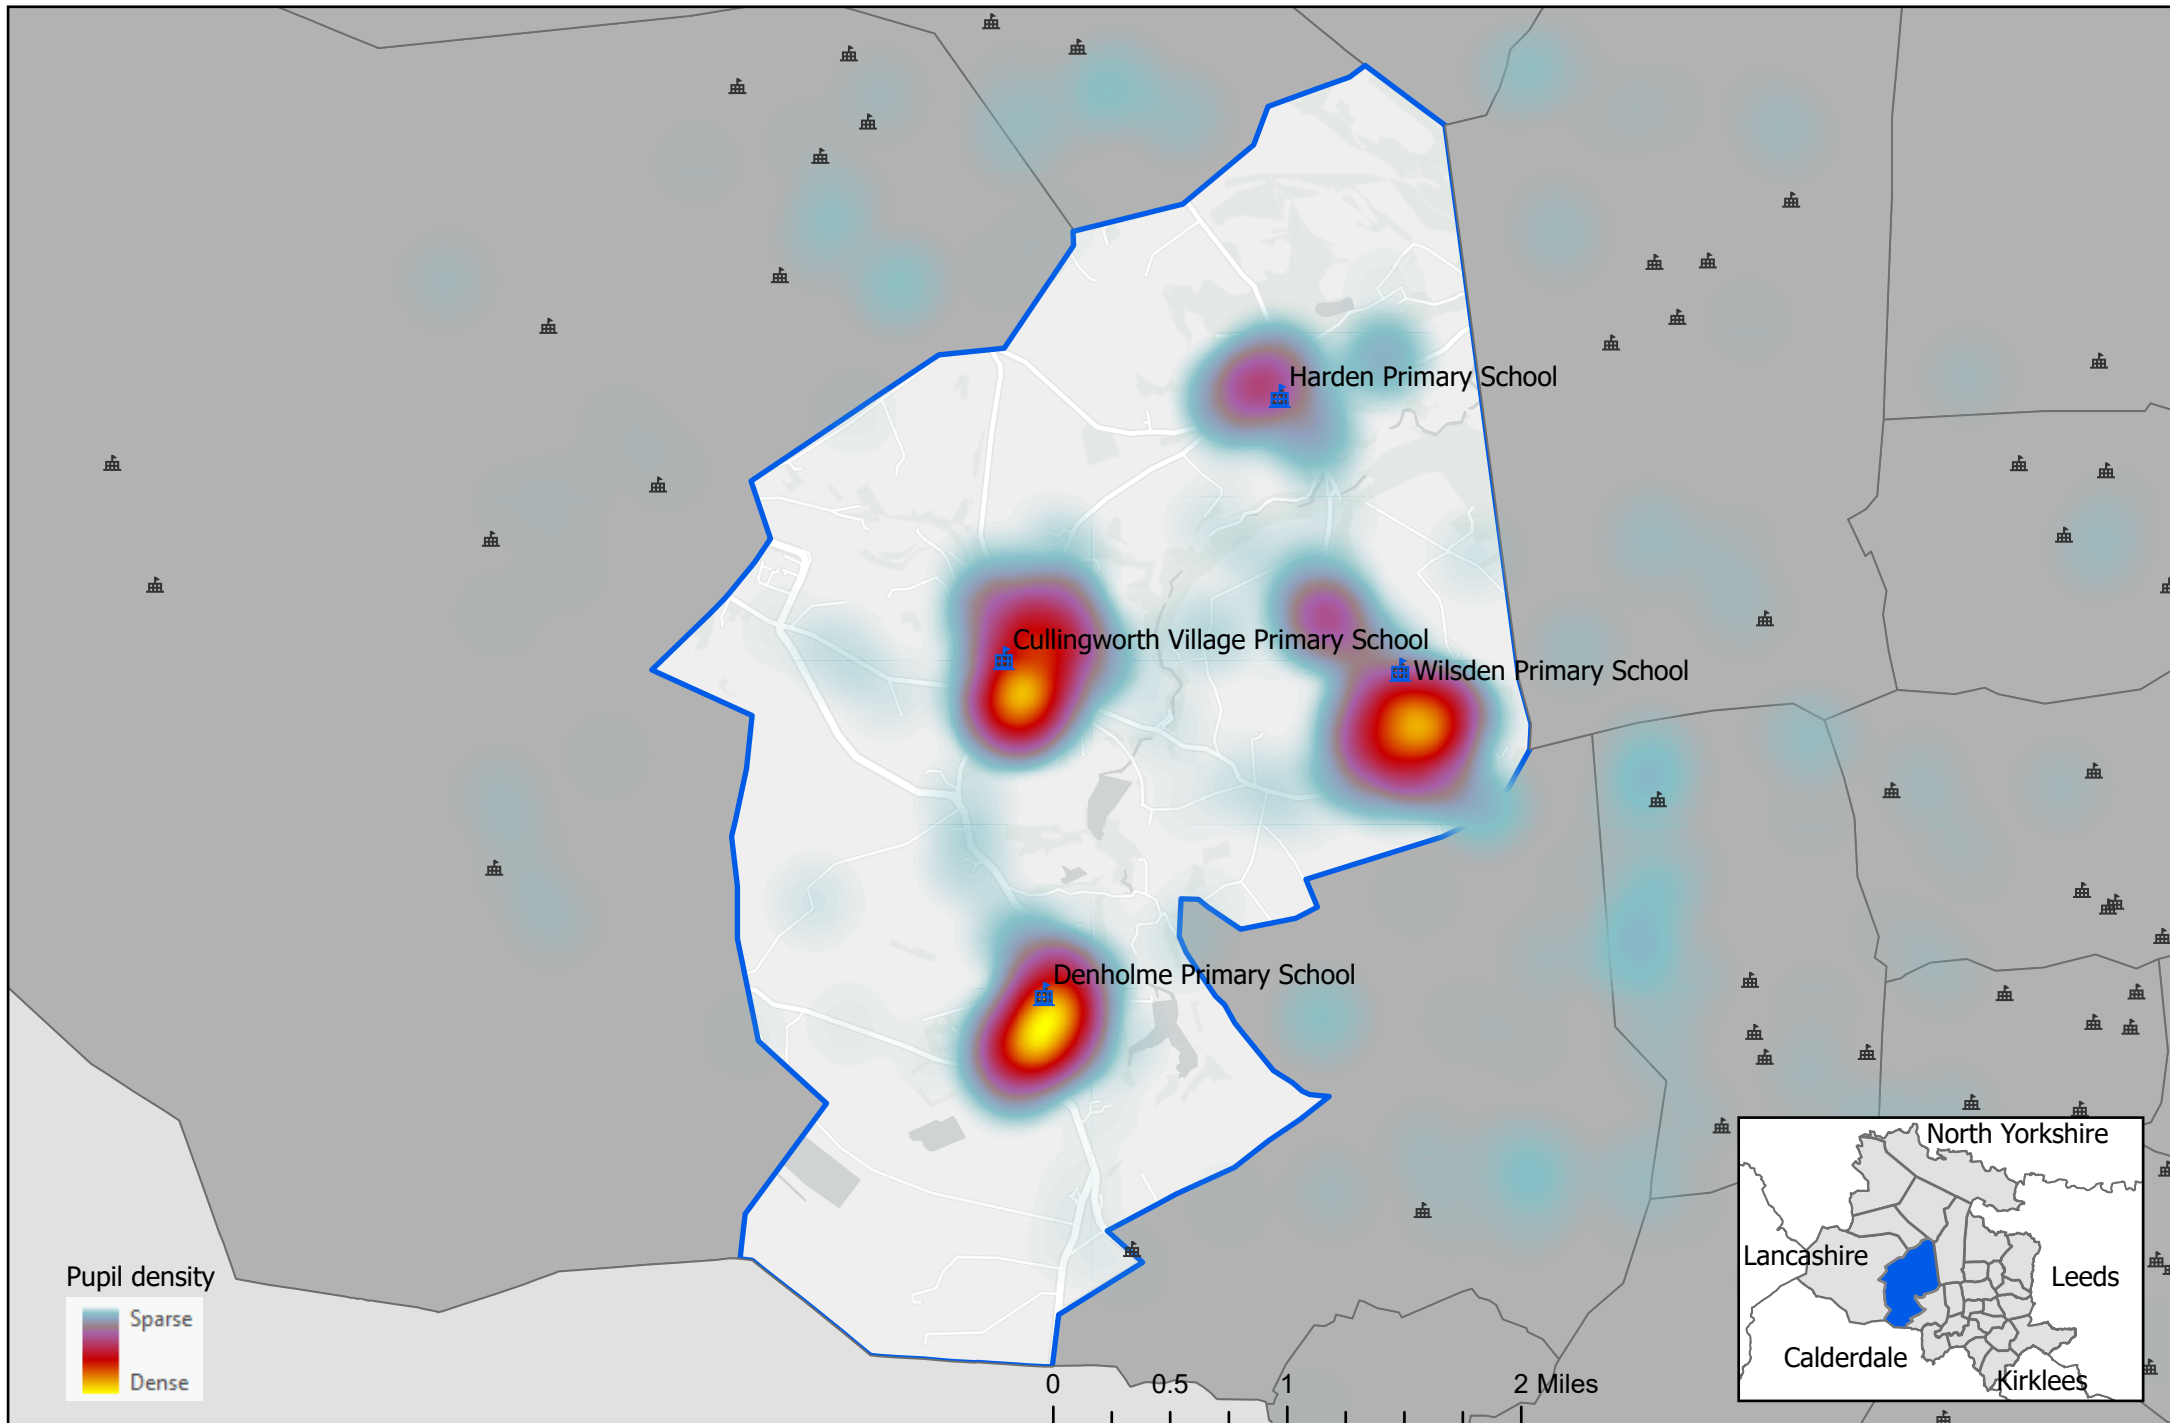 Harden Primary School
Cullingworth Village Primary School
Wilsden Primary School
Denholme Primary School
Pupil density
Sparse
Dense
0 0.5 1 2 Miles
North Yorkshire
Lancashire
Leeds
Calderdale
Kirklees